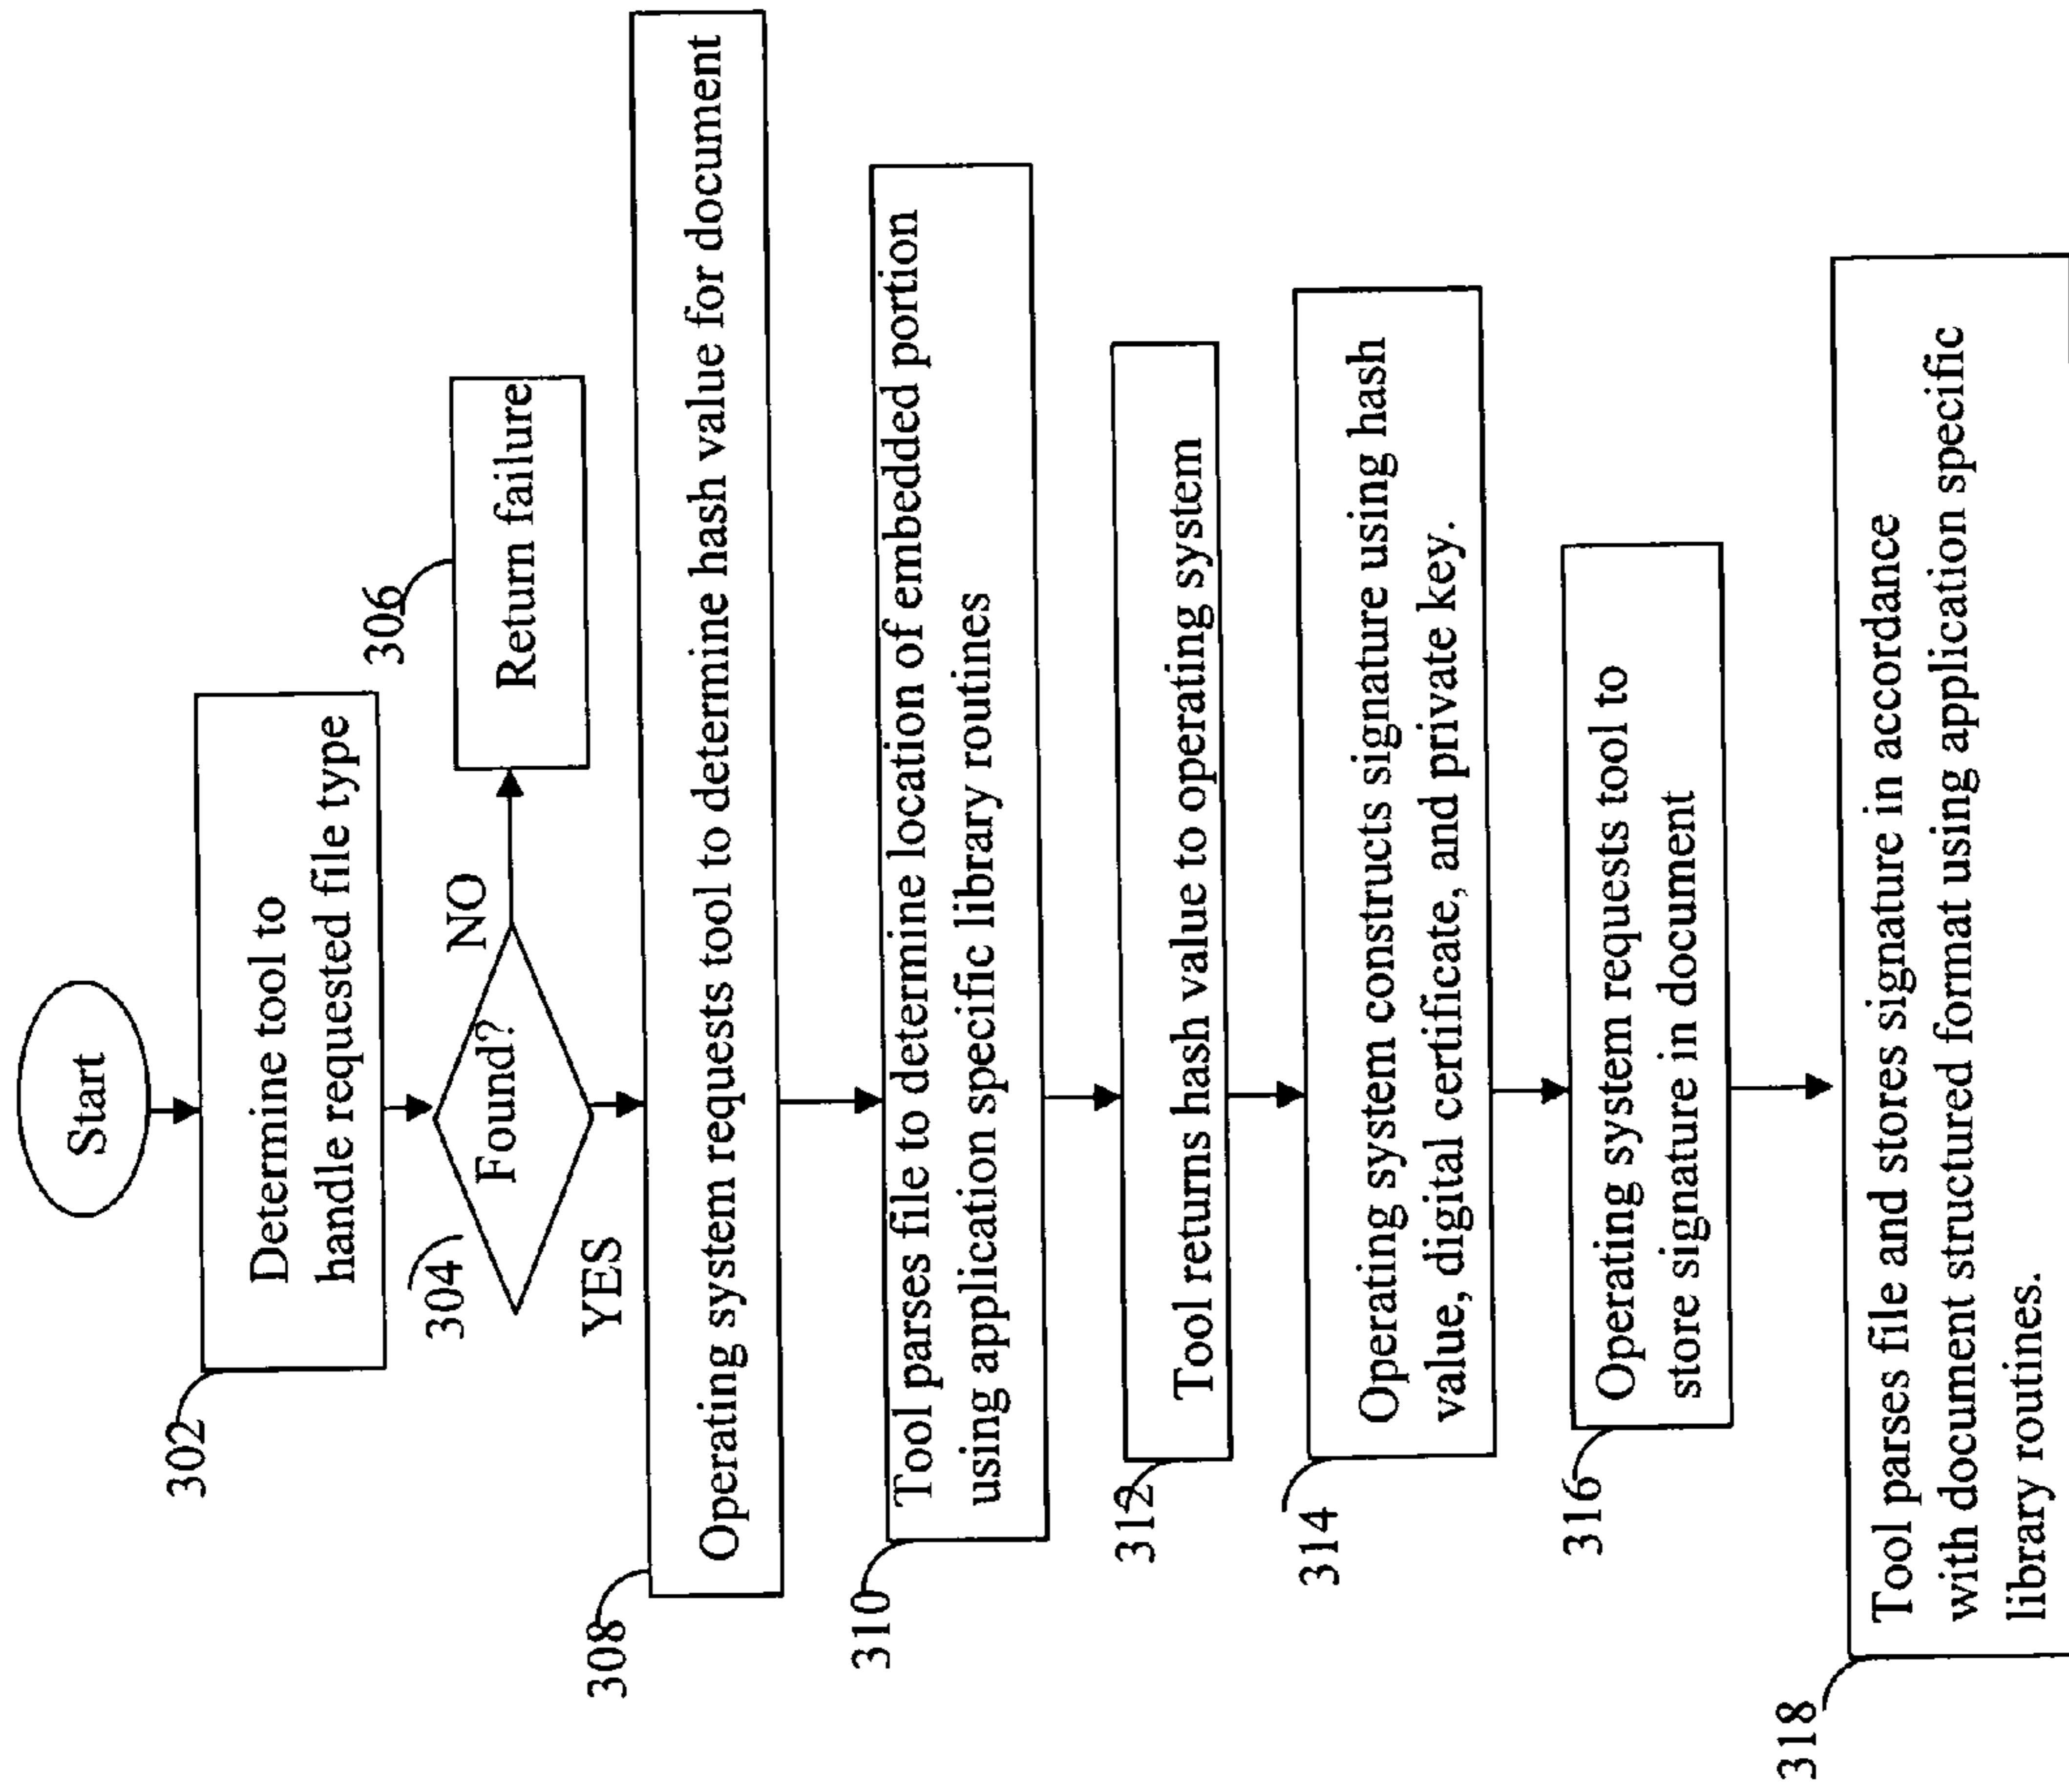 Start
302
Determine tool to
handle requested file type
304
Found?
NO
306
Return failure
YES
308
Operating system requests tool to determine hash value for document
310
Tool parses file to determine location of embedded portion
using application specific library routines
312
Tool returns hash value to operating system
314
Operating system constructs signature using hash
value, digital certificate, and private key.
316
Operating system requests tool to
store signature in document
318
Tool parses file and stores signature in accordance
with document structured format using application specific
library routines.